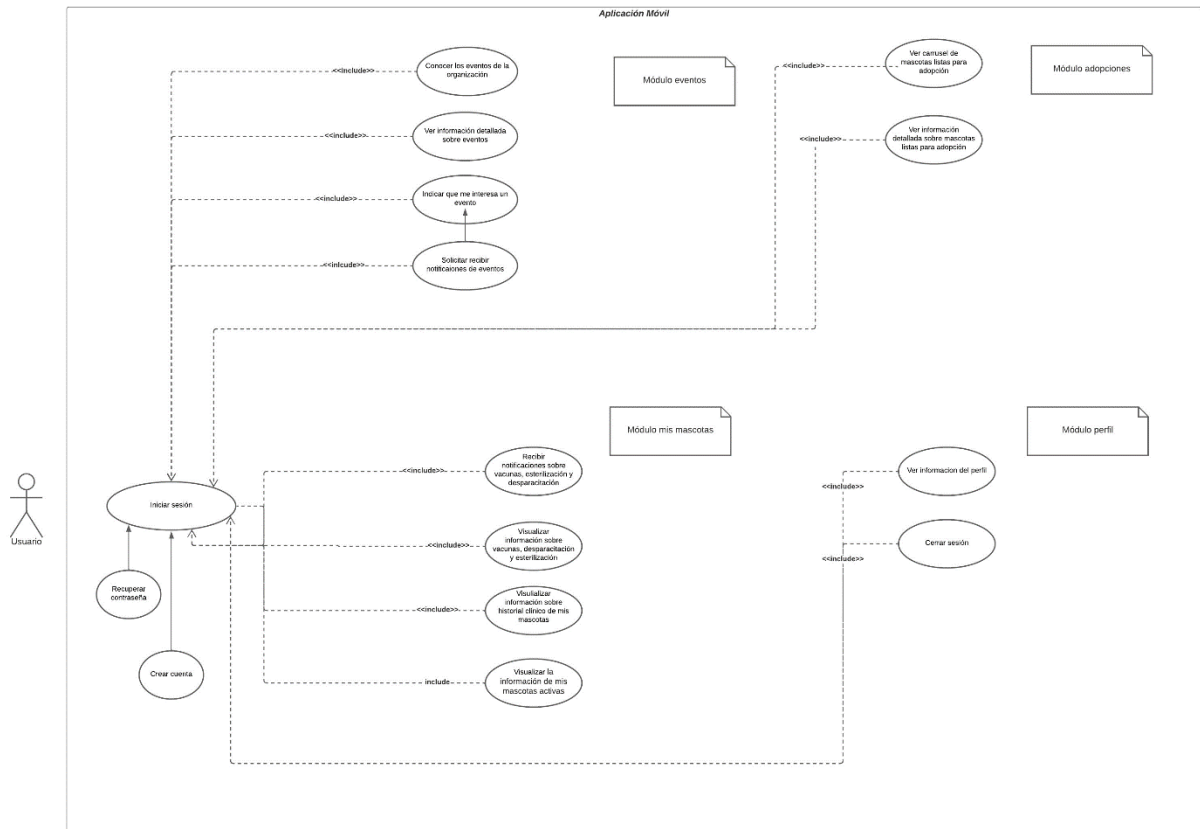 Aplicación Móvil
<<include>>
Conocer los eventos de la
organización
Módulo eventos
<<include>>
Ver carrusel de
mascotas listas para
adopción
Módulo adopciones
<<include>>
Ver información detallada
sobre eventos
<<include>>
Ver información
detallada sobre mascotas
listas para adopción
<<include>>
Indicar que me interesa un
evento
<<inlcude>>
Solicitar recibir
notificaiones de eventos
Módulo mis mascotas
Módulo perfil
<<include>>
Recibir
notificaciones sobre
vacunas, esterilización y
desparacitación
Ver informacion del perfil
<<include>>
Usuario
Iniciar sesión
<<include>>
Visualizar
información sobre
vacunas, desparacitación
y esterilización
Cerrar sesión
<<include>>
Recuperar
contraseña
<<include>>
Visulializar
información sobre
historial clínico de mis
mascotas
Crear cuenta
include
Visualizar la
información de mis
mascotas activas